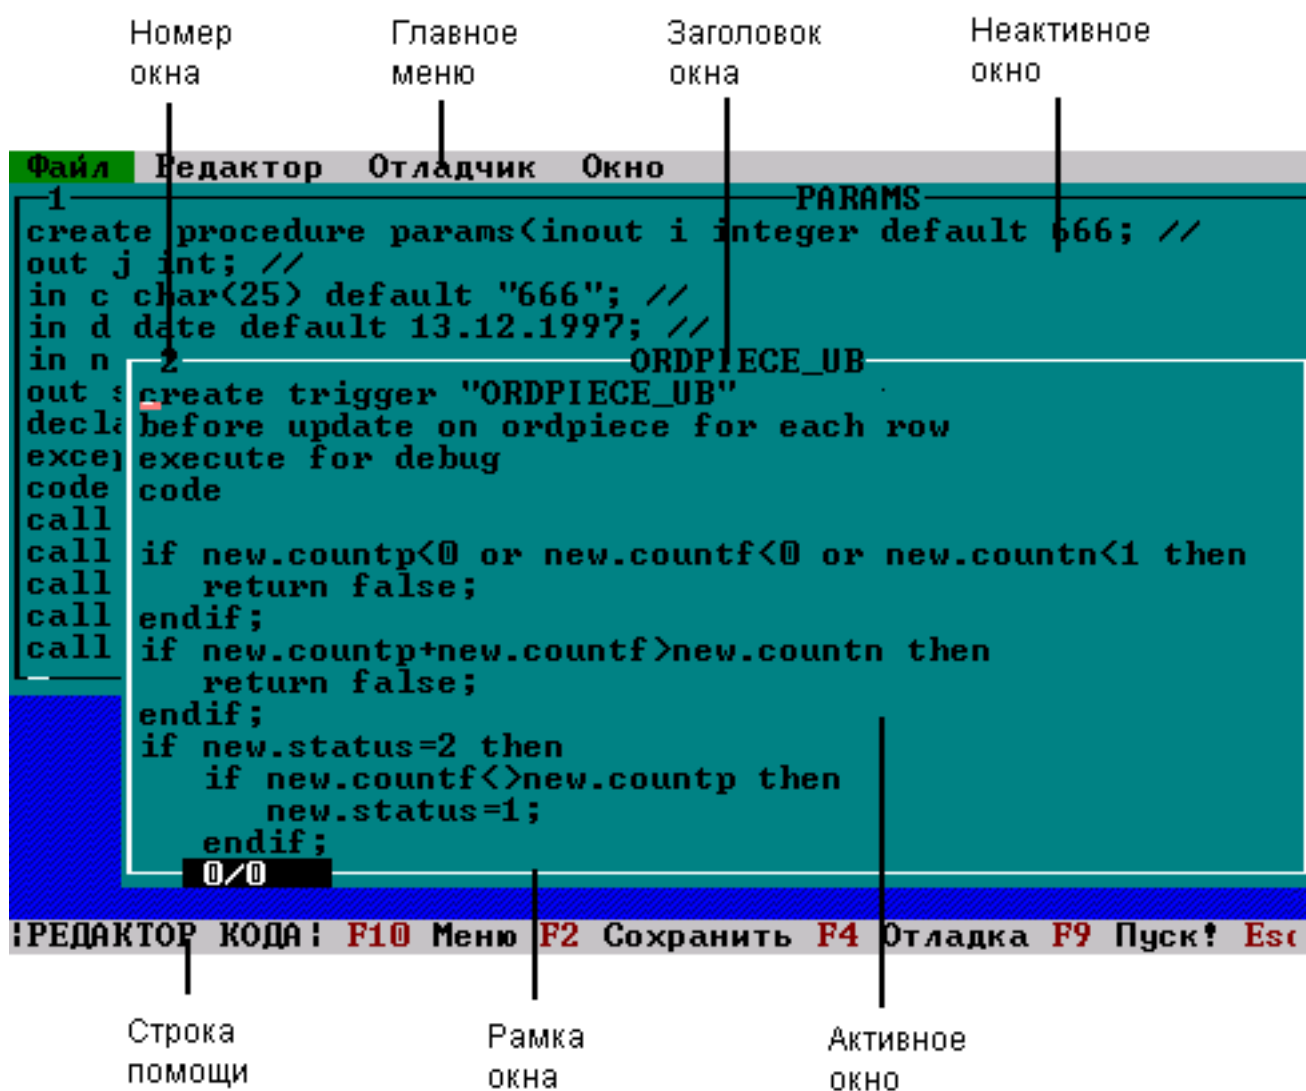 Номер окна
Главное меню
Заголовок окна
Неактивное окно
Файл Редактор Отладчик Окно
1 PARAMS
create procedure params(inout i integer default 666; //
out j int; //
in c char(25) default "666"; //
in d date default 13.12.1997; //
in n
out
code
call
call
call
call
call
2 ORDPIECE_UB
create trigger "ORDPIECE_UB"
before update on ordpiece for each row
execute for debug
code
if new.countp<0 or new.countf<0 or new.countn<1 then
return false;
endif;
if new.countp+new.countf>new.countn then
return false;
endif;
if new.status=2 then
if new.countf<>new.countp then
new.status=1;
endif;
0/0
¦РЕДАКТОР КОДА¦ F10 Меню F2 Сохранить F4 Отладка F9 Пуск! Esc
Строка помощи
Рамка окна
Активное окно